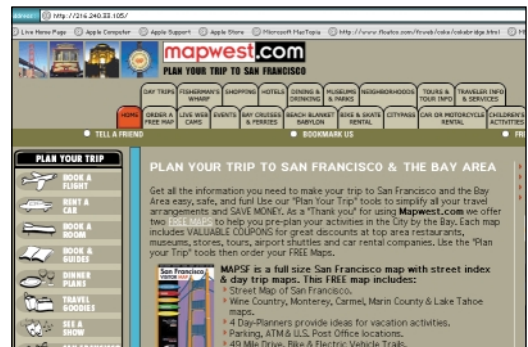 http://216.240.33.105/
Live Home Page Apple Computer Apple Support Apple Store Microsoft MacTopia
mapwest.com
PLAN YOUR TRIP TO SAN FRANCISCO
DAY TRIPS FISHERMAN'S WHARF SHOPPING HOTELS DINING & DRINKING MUSEUMS & PARKS NEIGHBORHOODS TOURS & TOUR INFO TRAVELER INFO & SERVICES
HOME ORDER A FREE MAP LIVE WEB CAMS EVENTS BAY CRUISES & FERRIES BEACH BLANKET BABYLON BIKE & SKATE RENTAL CITYPASS CAR OR MOTORCYCLE RENTAL CHILDREN'S ACTIVITIES
TELL A FRIEND BOOKMARK US
PLAN YOUR TRIP
BOOK A FLIGHT
RENT A CAR
BOOK A ROOM
BOOK & GUIDES
DINNER PLANS
TRAVEL GOODIES
SEE A SHOW
PLAN YOUR TRIP TO SAN FRANCISCO & THE BAY AREA
Get all the information you need to make your trip to San Francisco and the Bay
Area easy, safe, and fun! Use our "Plan Your Trip" tools to simplify all your travel
arrangements and SAVE MONEY. As a "Thank you" for using Mapwest.com we offer
two FREE MAPS to help you pre-plan your activities in the City by the Bay. Each map
includes VALUABLE COUPONS for great discounts at top area restaurants,
museums, stores, tours, airport shuttles and car rental companies. Use the "Plan
your Trip" tools then order your FREE Maps.
San Francisco
MAPSF is a full size San Francisco map with street index
& day trip maps. This FREE map includes:
Street Map of San Francisco.
Wine Country, Monterey, Carmel, Marin County & Lake Tahoe
maps.
4 Day-Planners provide ideas for vacation activities.
Parking, ATM & U.S. Post Office locations.
49 Mile Drive, Bike & Electric Vehicle Trails.